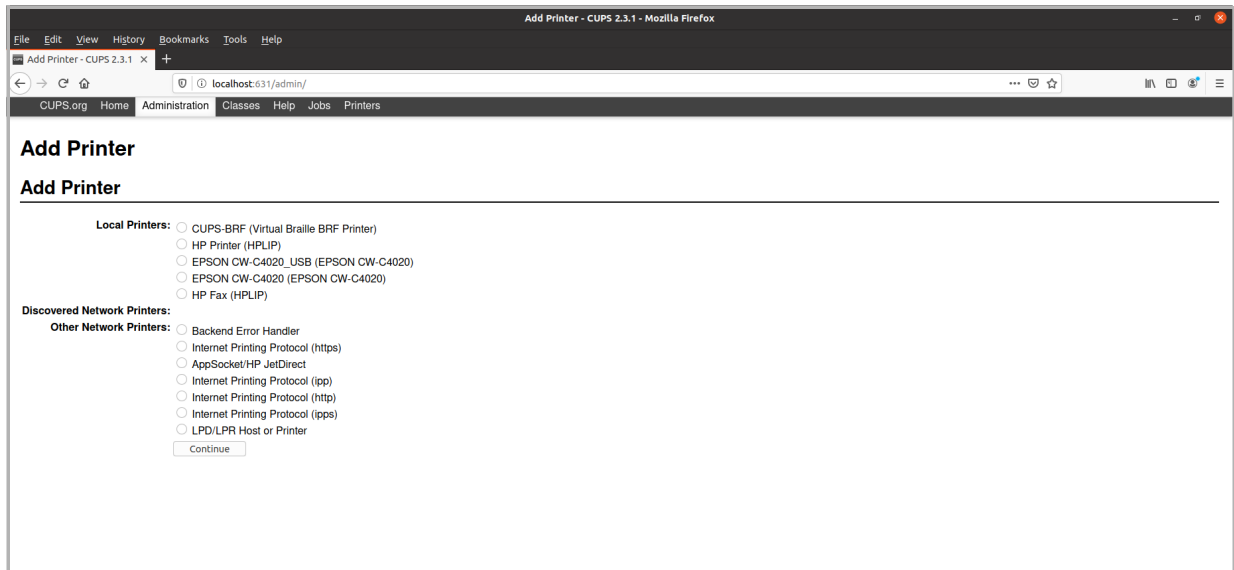 Add Printer - CUPS 2.3.1 - Mozilla Firefox
File Edit View History Bookmarks Tools Help
Add Printer - CUPS 2.3.1
localhost:631/admin/
CUPS.org Home Administration Classes Help Jobs Printers
Add Printer
Add Printer
Local Printers: CUPS-BRF (Virtual Braille BRF Printer)
HP Printer (HPLIP)
EPSON CW-C4020_USB (EPSON CW-C4020)
EPSON CW-C4020 (EPSON CW-C4020)
HP Fax (HPLIP)
Discovered Network Printers:
Other Network Printers: Backend Error Handler
Internet Printing Protocol (https)
AppSocket/HP JetDirect
Internet Printing Protocol (ipp)
Internet Printing Protocol (http)
Internet Printing Protocol (ipps)
LPD/LPR Host or Printer
Continue